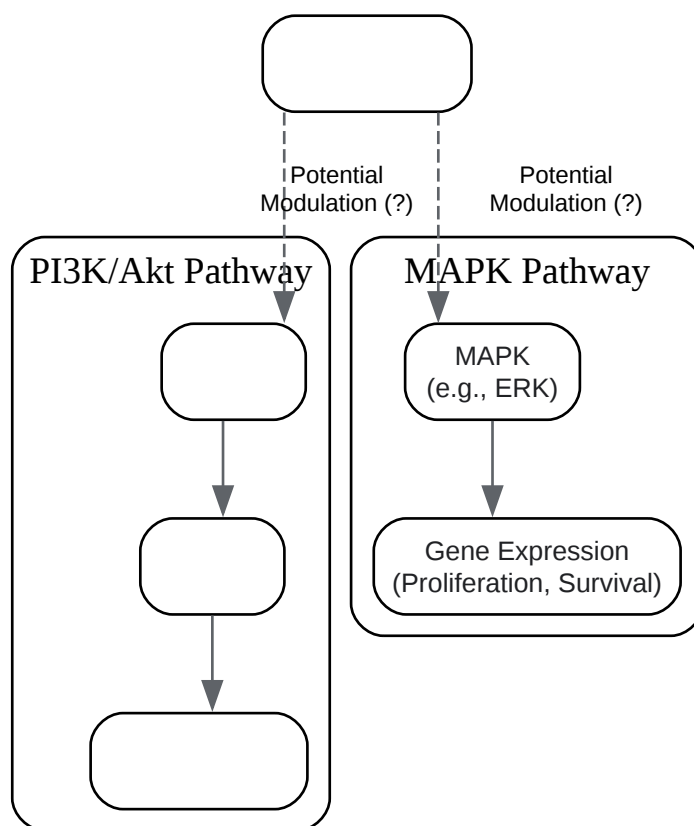 Potential
Modulation (?)
Potential
Modulation (?)
PI3K/Akt Pathway
MAPK Pathway
MAPK
(e.g., ERK)
Gene Expression
(Proliferation, Survival)